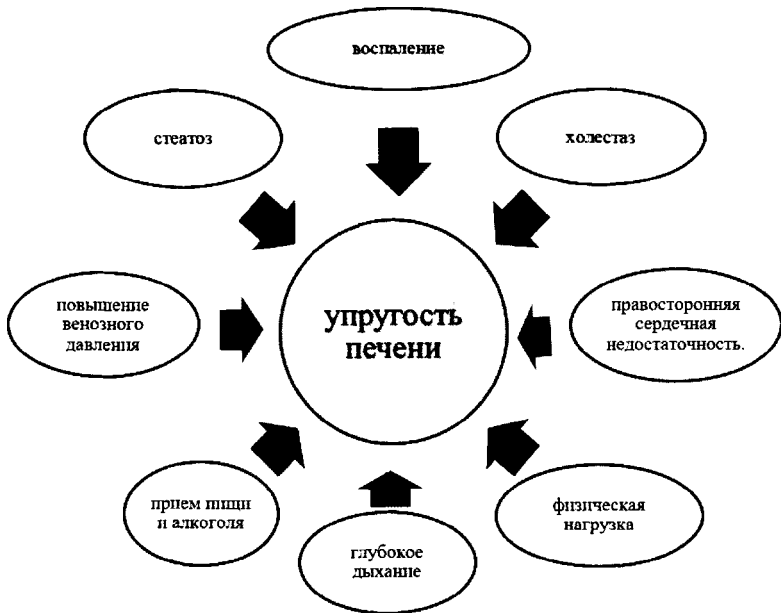 воспаление
стеатоз
холестаз
повышение
венозного
давления
упругость
печени
правосторонняя
сердечная
недостаточность.
прием пищи
и алкоголя
глубокое
дыхание
физическая
нагрузка